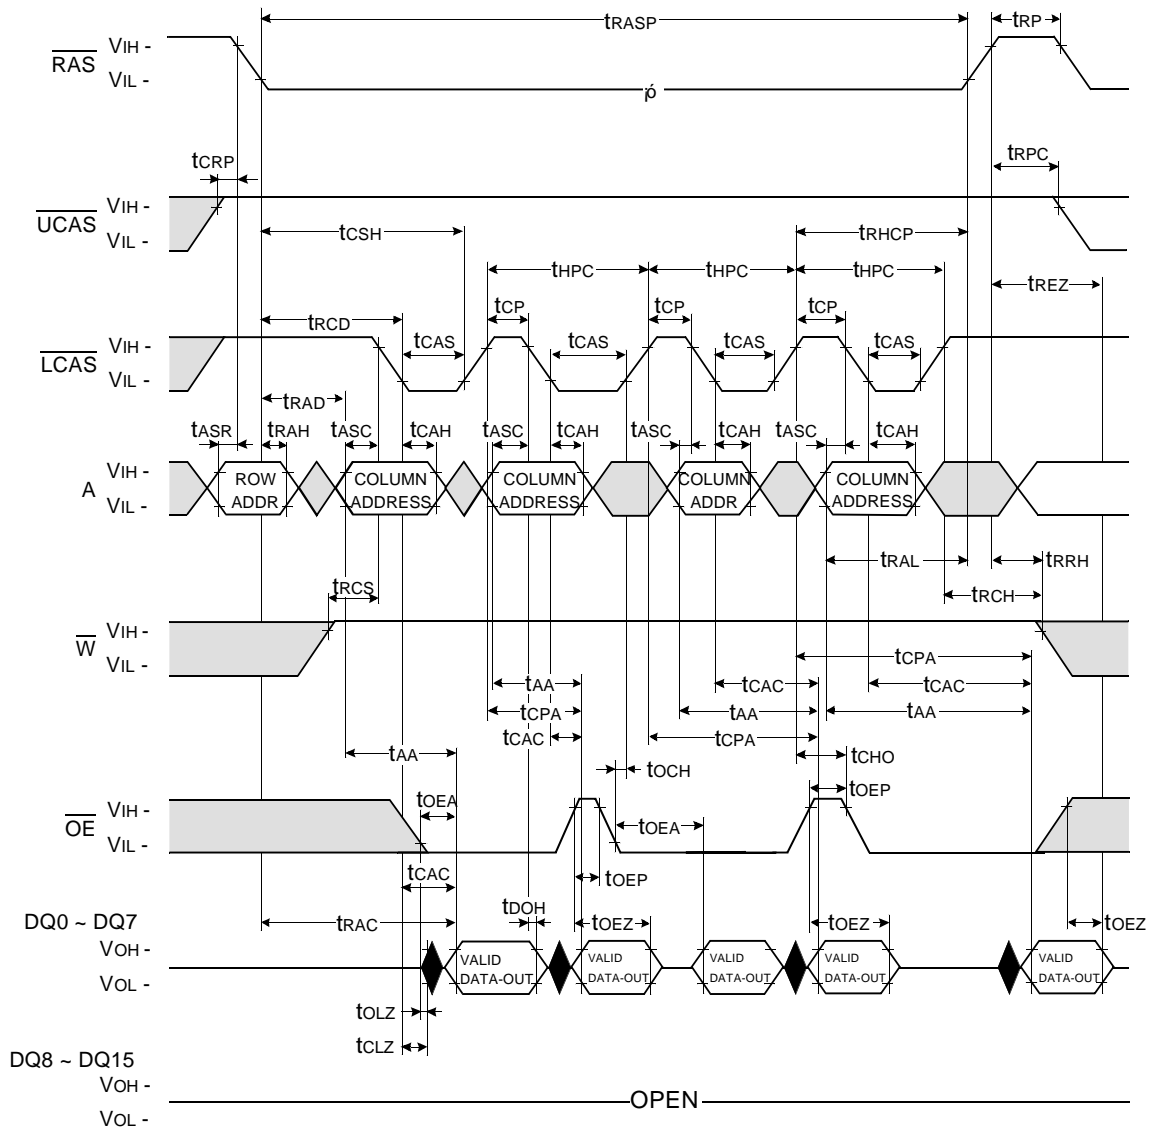 tRASP
tRP
RAS
VIH -
VIL -
ó
tCRP
tRPC
UCAS
VIH -
VIL -
tCSH
tRHCP
tHPC
tHPC
tHPC
tREZ
tRCD
tCP
tCP
tCP
tCAS
tCAS
tCAS
tCAS
LCAS
VIH -
VIL -
tRAD
tASR
tRAH
tASC
tCAH
tASC
tCAH
tASC
tCAH
tASC
tCAH
A
VIH -
VIL -
ROW
ADDR
COLUMN
ADDRESS
COLUMN
ADDRESS
COLUMN
ADDR
COLUMN
ADDRESS
tRAL
tRRH
tRCS
tRCH
W
VIH -
VIL -
tCPA
tAA
tCAC
tCAC
tCPA
tAA
tAA
tCAC
tCPA
tAA
tCHO
tOCH
tOEP
tOEA
tOEA
OE
VIH -
VIL -
tCAC
tOEP
tDOH
DQ0 ~ DQ7
tRAC
tOEZ
tOEZ
tOEZ
VOH -
VOL -
VALID
DATA-OUT
VALID
DATA-OUT
VALID
DATA-OUT
VALID
DATA-OUT
VALID
DATA-OUT
tOLZ
tCLZ
DQ8 ~ DQ15
VOH -
VOL -
OPEN